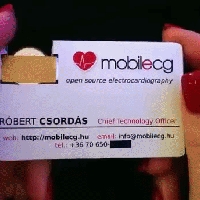 mobilecg
open source electrocardiography
RÓBERT CSORDÁS Chief Technology Officer
web: http://mobilecg.hu email: info@mobilecg.hu
tel.: +36 70 650-